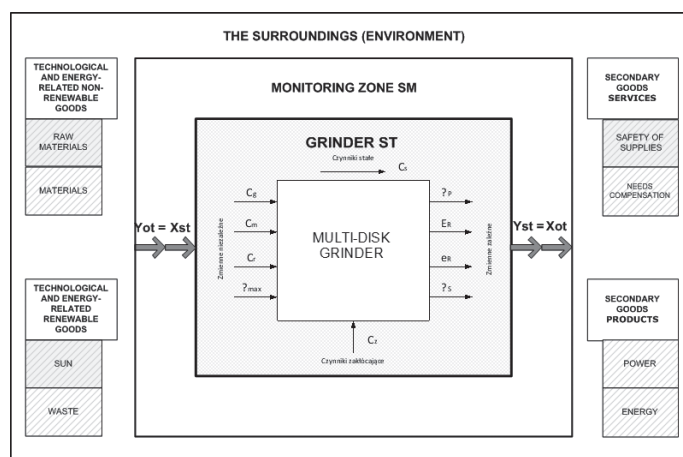 THE SURROUNDINGS (ENVIRONMENT)
TECHNOLOGICAL
AND ENERGY-
RELATED NON-
RENEWABLE
GOODS
RAW
MATERIALS
MATERIALS
TECHNOLOGICAL
AND ENERGY-
RELATED
RENEWABLE
GOODS
SUN
WASTE
MONITORING ZONE SM
Yot = Xst
GRINDER ST
Czynniki stałe
Cs
Zmienne niezależne
Cg
Cm
Cr
?max
MULTI-DISK
GRINDER
?P
ER
eR
?S
Zmienne zależne
Cz
Czynniki zakłócające
Yst = Xot
SECONDARY
GOODS
SERVICES
SAFETY OF
SUPPLIES
NEEDS
COMPENSATION
SECONDARY
GOODS
PRODUCTS
POWER
ENERGY